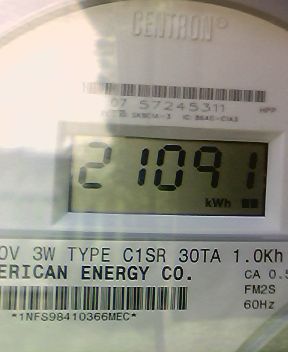 CENTRON®
07 57245311
HPP
21091
kWh
0V 3W TYPE C1SR 30TA 1.0Kh
ERICAN ENERGY CO.
CA 0.5
FM2S
60Hz
*1NFS98410366MEC*